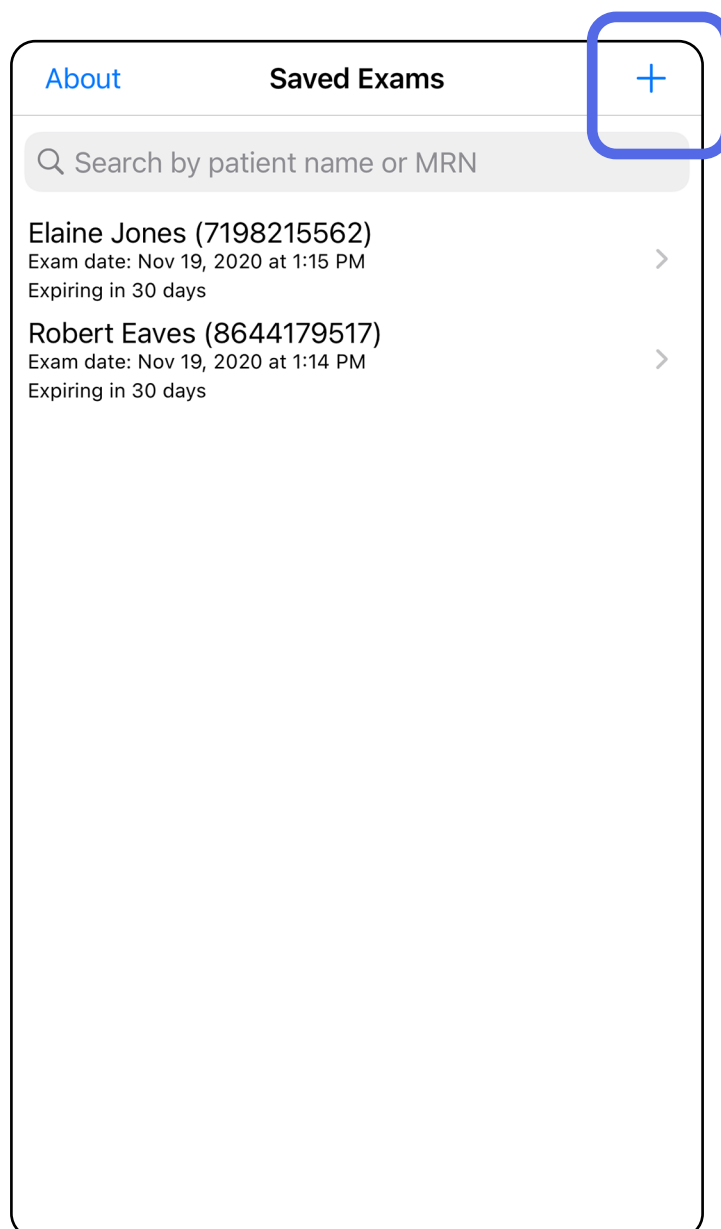 About Saved Exams +
Search by patient name or MRN
Elaine Jones (7198215562)
Exam date: Nov 19, 2020 at 1:15 PM
Expiring in 30 days
Robert Eaves (8644179517)
Exam date: Nov 19, 2020 at 1:14 PM
Expiring in 30 days